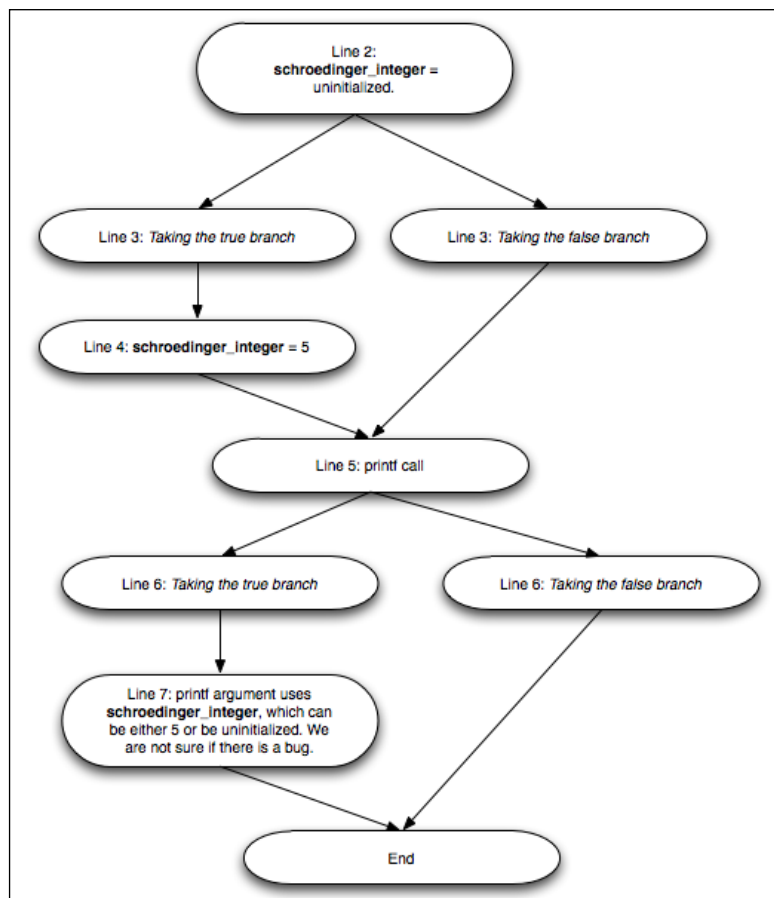 Line 2:
schroedinger_integer =
uninitialized.
Line 3: Taking the true branch
Line 3: Taking the false branch
Line 4: schroedinger_integer = 5
Line 5: printf call
Line 6: Taking the true branch
Line 6: Taking the false branch
Line 7: printf argument uses
schroedinger_integer, which can
be either 5 or be uninitialized. We
are not sure if there is a bug.
End